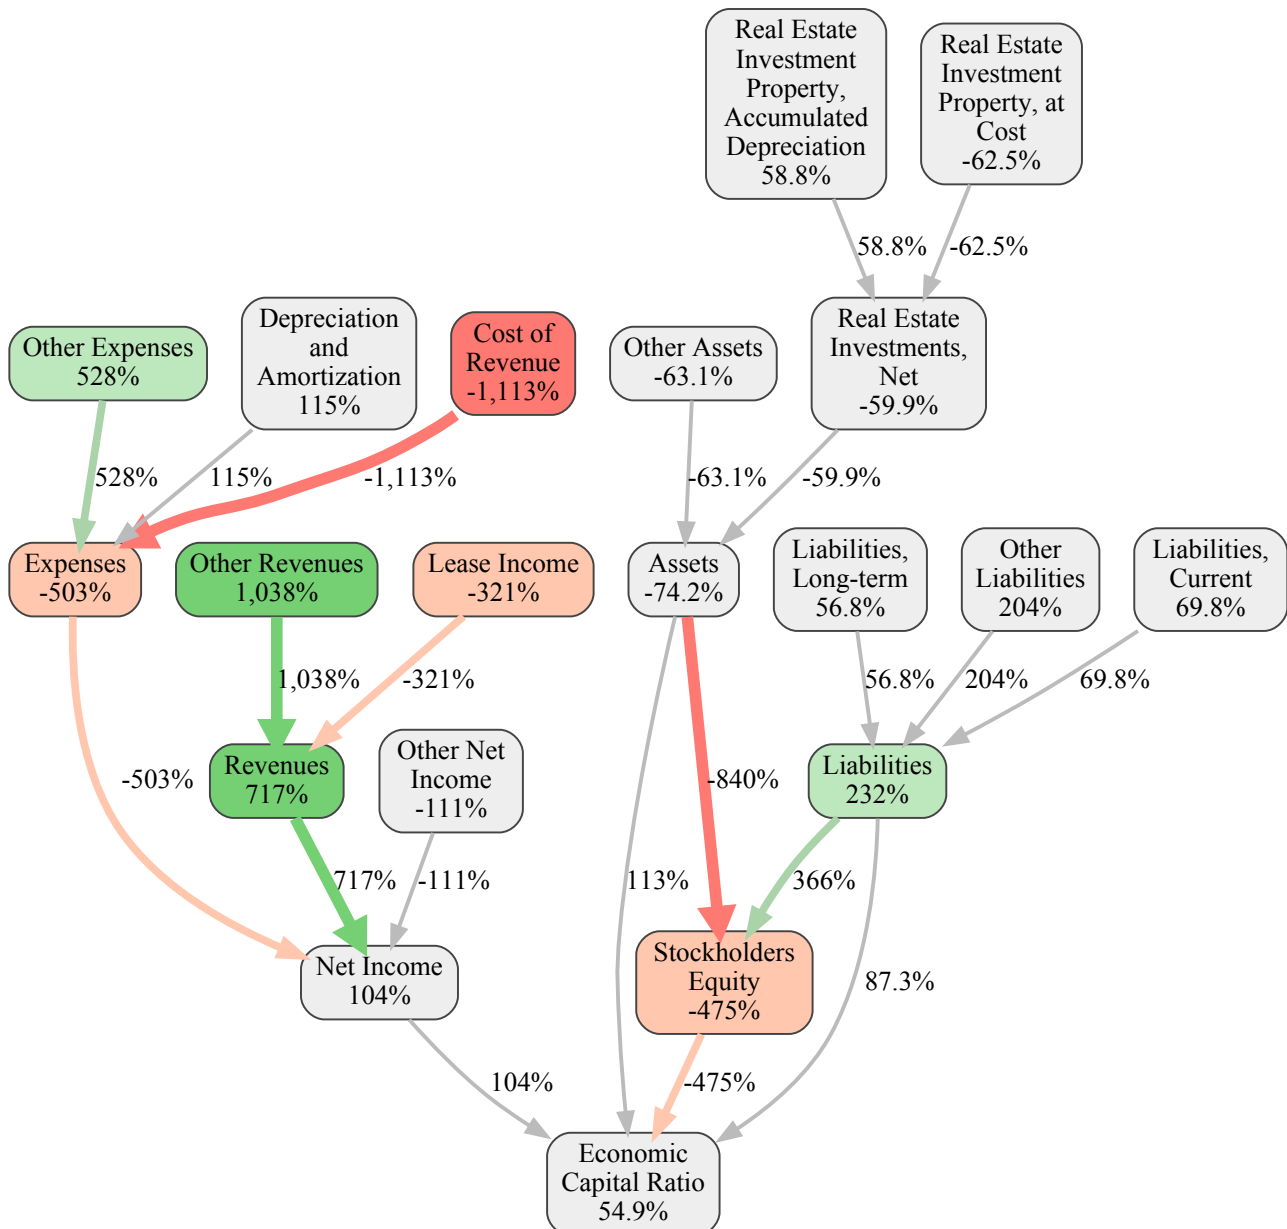 Real Estate
Investment
Property,
Accumulated
Depreciation
58.8%
Real Estate
Investment
Property, at
Cost
-62.5%
58.8%
-62.5%
Other Expenses
528%
Depreciation
and
Amortization
115%
Cost of
Revenue
-1,113%
Other Assets
-63.1%
Real Estate
Investments,
Net
-59.9%
528%
115%
-1,113%
-63.1%
-59.9%
Expenses
-503%
Other Revenues
1,038%
Lease Income
-321%
Assets
-74.2%
Liabilities,
Long-term
56.8%
Other
Liabilities
204%
Liabilities,
Current
69.8%
1,038%
-321%
56.8%
204%
69.8%
-503%
Revenues
717%
Other Net
Income
-111%
-840%
Liabilities
232%
717%
-111%
113%
366%
Net Income
104%
Stockholders
Equity
-475%
87.3%
104%
-475%
Economic
Capital Ratio
54.9%